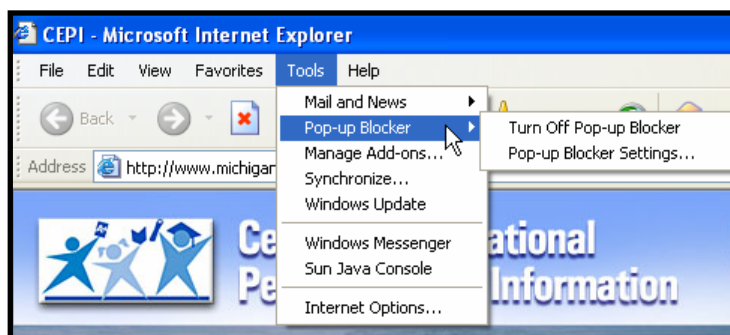 CEPI - Microsoft Internet Explorer
File Edit View Favorites Tools Help
Back
Mail and News
Pop-up Blocker
Turn Off Pop-up Blocker
Manage Add-ons...
Pop-up Blocker Settings...
Address http://www.michigan
Synchronize...
Windows Update
Windows Messenger
Sun Java Console
Internet Options...
Ce ational
Pe Information
A+